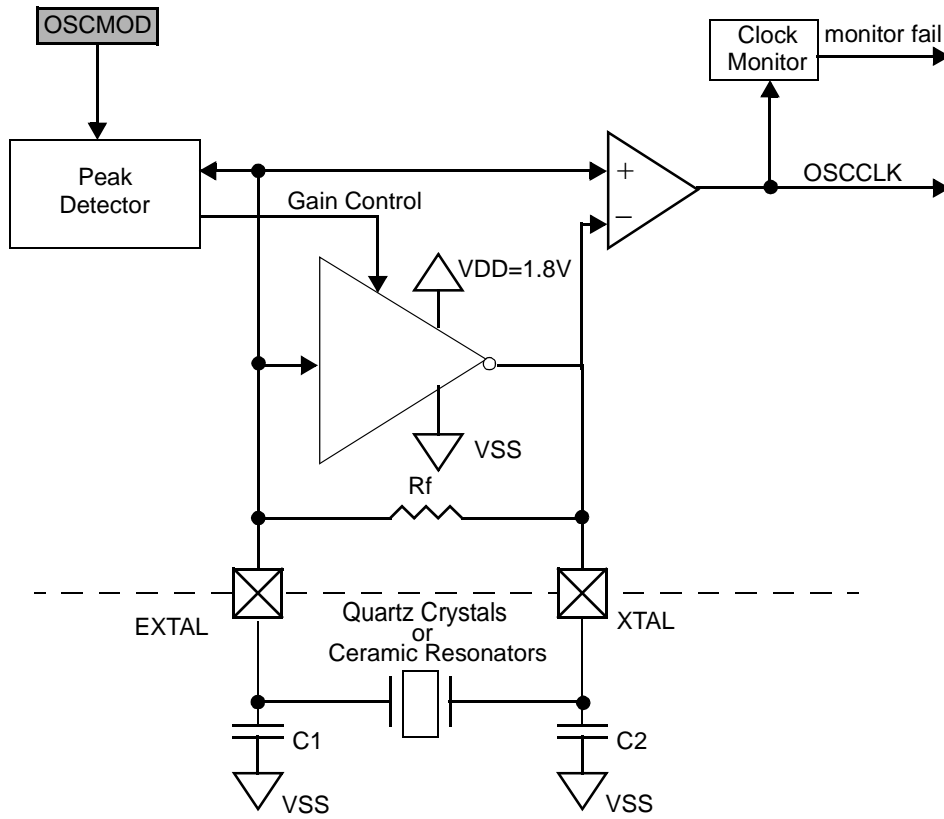 OSCMOD
Clock
Monitor
monitor fail
Peak
Detector
+
OSCCLK
Gain Control
−
VDD=1.8V
VSS
Rf
EXTAL
Quartz Crystals
or
Ceramic Resonators
XTAL
C1
C2
VSS
VSS